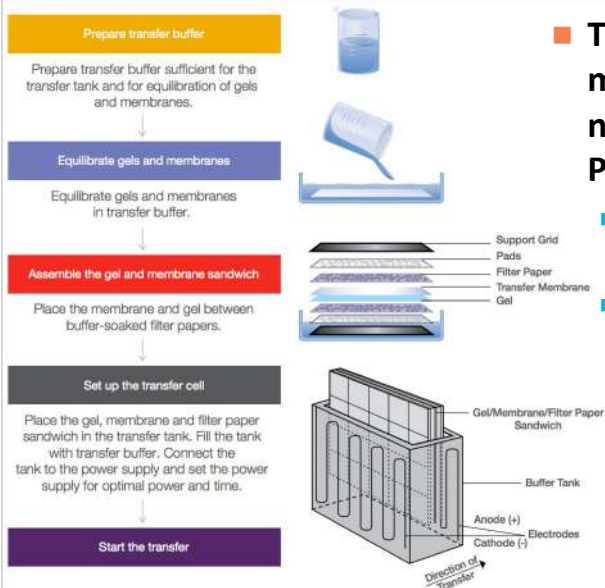 Prepare transfer buffer
Prepare transfer buffer sufficient for the
transfer tank and for equilibration of gels
and membranes.
Equilibrate gels and membranes
Equilibrate gels and membranes
in transfer buffer.
Assemble the gel and membrane sandwich
Place the membrane and gel between
buffer-soaked filter papers.
Set up the transfer cell
Place the gel, membrane and filter paper
sandwich in the transfer tank. Fill the tank
with transfer buffer. Connect the
tank to the power supply and set the power
supply for optimal power and time.
Start the transfer
Support Grid
Pads
Filter Paper
Transfer Membrane
Gel
Gel/Membrane/Filter Paper
Sandwich
Buffer Tank
Anode (+)
Electrodes
Cathode (-)
Direction of
Transfer